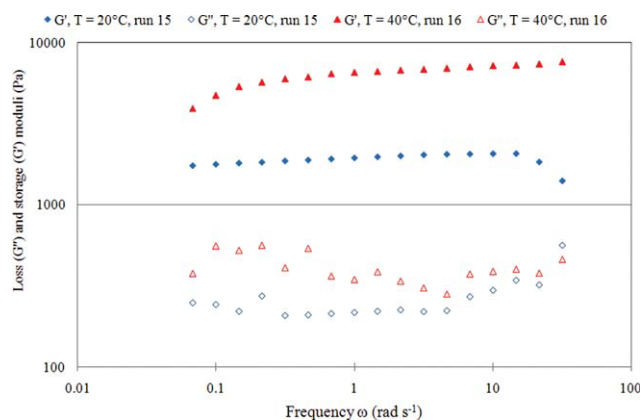 G', T = 20°C, run 15 G", T = 20°C, run 15 G', T = 40°C, run 16 G", T = 40°C, run 16
10000
1000
100
Loss (G") and storage (G') moduli (Pa)
0.01 0.1 1 10 100
Frequency ω (rad s⁻¹)